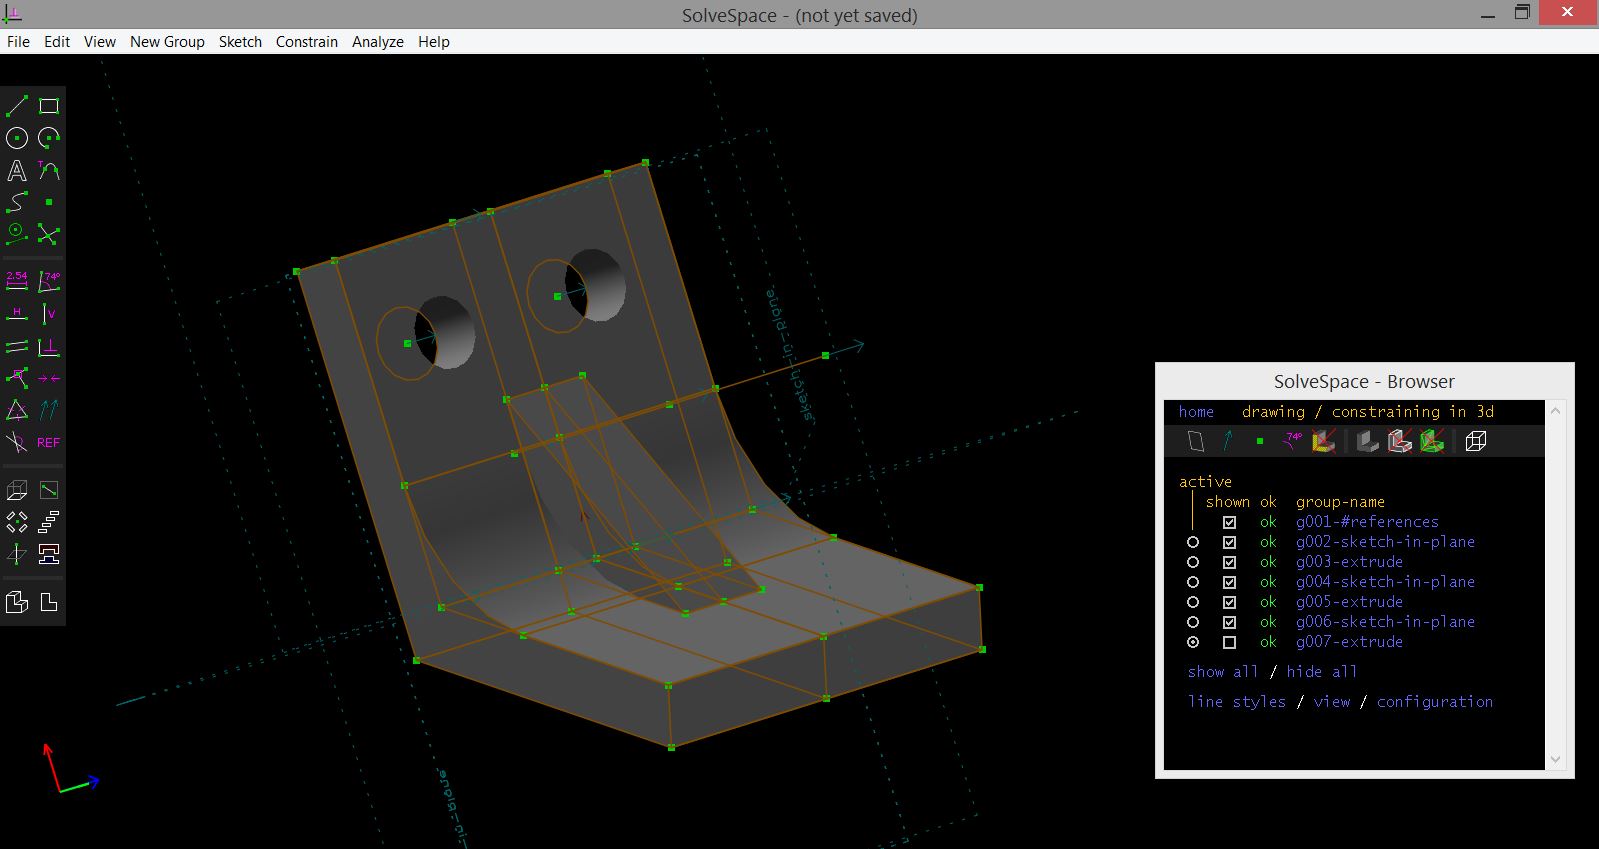 SolveSpace - (not yet saved)
File Edit View New Group Sketch Constrain Analyze Help
A
T
2.54 74°
H V
REF
sketch-in-plane
in-plane
SolveSpace - Browser
home drawing / constraining in 3d
74°
active
shown ok group-name
ok g001-#references
ok g002-sketch-in-plane
ok g003-extrude
ok g004-sketch-in-plane
ok g005-extrude
ok g006-sketch-in-plane
ok g007-extrude
show all / hide all
line styles / view / configuration